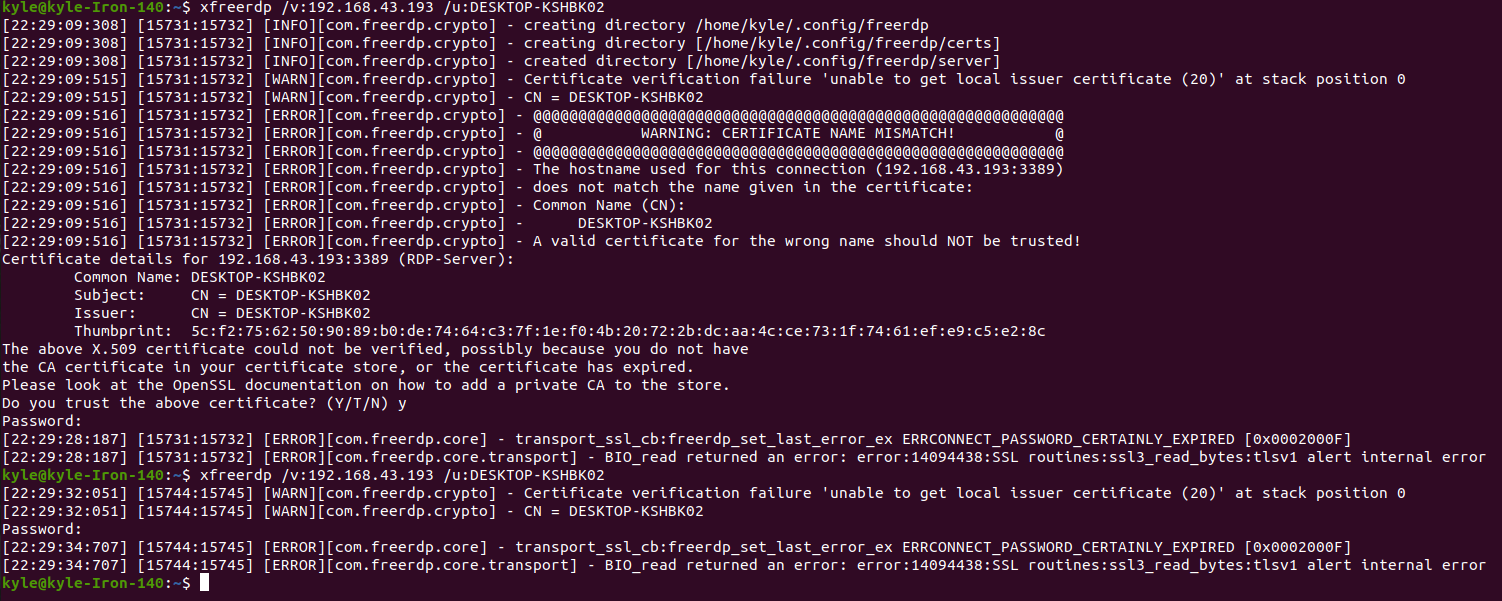 kyle@kyle-Iron-140:~$ xfreerdp /v:192.168.43.193 /u:DESKTOP-KSHBK02
[22:29:09:308] [15731:15732] [INFO][com.freerdp.crypto] - creating directory /home/kyle/.config/freerdp
[22:29:09:308] [15731:15732] [INFO][com.freerdp.crypto] - creating directory [/home/kyle/.config/freerdp/certs]
[22:29:09:308] [15731:15732] [INFO][com.freerdp.crypto] - created directory [/home/kyle/.config/freerdp/server]
[22:29:09:515] [15731:15732] [WARN][com.freerdp.crypto] - Certificate verification failure 'unable to get local issuer certificate (20)' at stack position 0
[22:29:09:515] [15731:15732] [WARN][com.freerdp.crypto] - CN = DESKTOP-KSHBK02
[22:29:09:516] [15731:15732] [ERROR][com.freerdp.crypto] - @@@@@@@@@@@@@@@@@@@@@@@@@@@@@@@@@@@@@@@@@@@@@@@@@@@@@@@@@@@
[22:29:09:516] [15731:15732] [ERROR][com.freerdp.crypto] - @           WARNING: CERTIFICATE NAME MISMATCH!           @
[22:29:09:516] [15731:15732] [ERROR][com.freerdp.crypto] - @@@@@@@@@@@@@@@@@@@@@@@@@@@@@@@@@@@@@@@@@@@@@@@@@@@@@@@@@@@
[22:29:09:516] [15731:15732] [ERROR][com.freerdp.crypto] - The hostname used for this connection (192.168.43.193:3389)
[22:29:09:516] [15731:15732] [ERROR][com.freerdp.crypto] - does not match the name given in the certificate:
[22:29:09:516] [15731:15732] [ERROR][com.freerdp.crypto] - Common Name (CN):
[22:29:09:516] [15731:15732] [ERROR][com.freerdp.crypto] -      DESKTOP-KSHBK02
[22:29:09:516] [15731:15732] [ERROR][com.freerdp.crypto] - A valid certificate for the wrong name should NOT be trusted!
Certificate details for 192.168.43.193:3389 (RDP-Server):
        Common Name: DESKTOP-KSHBK02
        Subject:     CN = DESKTOP-KSHBK02
        Issuer:      CN = DESKTOP-KSHBK02
        Thumbprint:  5c:f2:75:62:50:90:89:b0:de:74:64:c3:7f:1e:f0:4b:20:72:2b:dc:aa:4c:ce:73:1f:74:61:ef:e9:c5:e2:8c
The above X.509 certificate could not be verified, possibly because you do not have
the CA certificate in your certificate store, or the certificate has expired.
Please look at the OpenSSL documentation on how to add a private CA to the store.
Do you trust the above certificate? (Y/T/N) y
Password:
[22:29:28:187] [15731:15732] [ERROR][com.freerdp.core] - transport_ssl_cb:freerdp_set_last_error_ex ERRCONNECT_PASSWORD_CERTAINLY_EXPIRED [0x0002000F]
[22:29:28:187] [15731:15732] [ERROR][com.freerdp.core.transport] - BIO_read returned an error: error:14094438:SSL routines:ssl3_read_bytes:tlsv1 alert internal error
kyle@kyle-Iron-140:~$ xfreerdp /v:192.168.43.193 /u:DESKTOP-KSHBK02
[22:29:32:051] [15744:15745] [WARN][com.freerdp.crypto] - Certificate verification failure 'unable to get local issuer certificate (20)' at stack position 0
[22:29:32:051] [15744:15745] [WARN][com.freerdp.crypto] - CN = DESKTOP-KSHBK02
Password:
[22:29:34:707] [15744:15745] [ERROR][com.freerdp.core] - transport_ssl_cb:freerdp_set_last_error_ex ERRCONNECT_PASSWORD_CERTAINLY_EXPIRED [0x0002000F]
[22:29:34:707] [15744:15745] [ERROR][com.freerdp.core.transport] - BIO_read returned an error: error:14094438:SSL routines:ssl3_read_bytes:tlsv1 alert internal error
kyle@kyle-Iron-140:~$